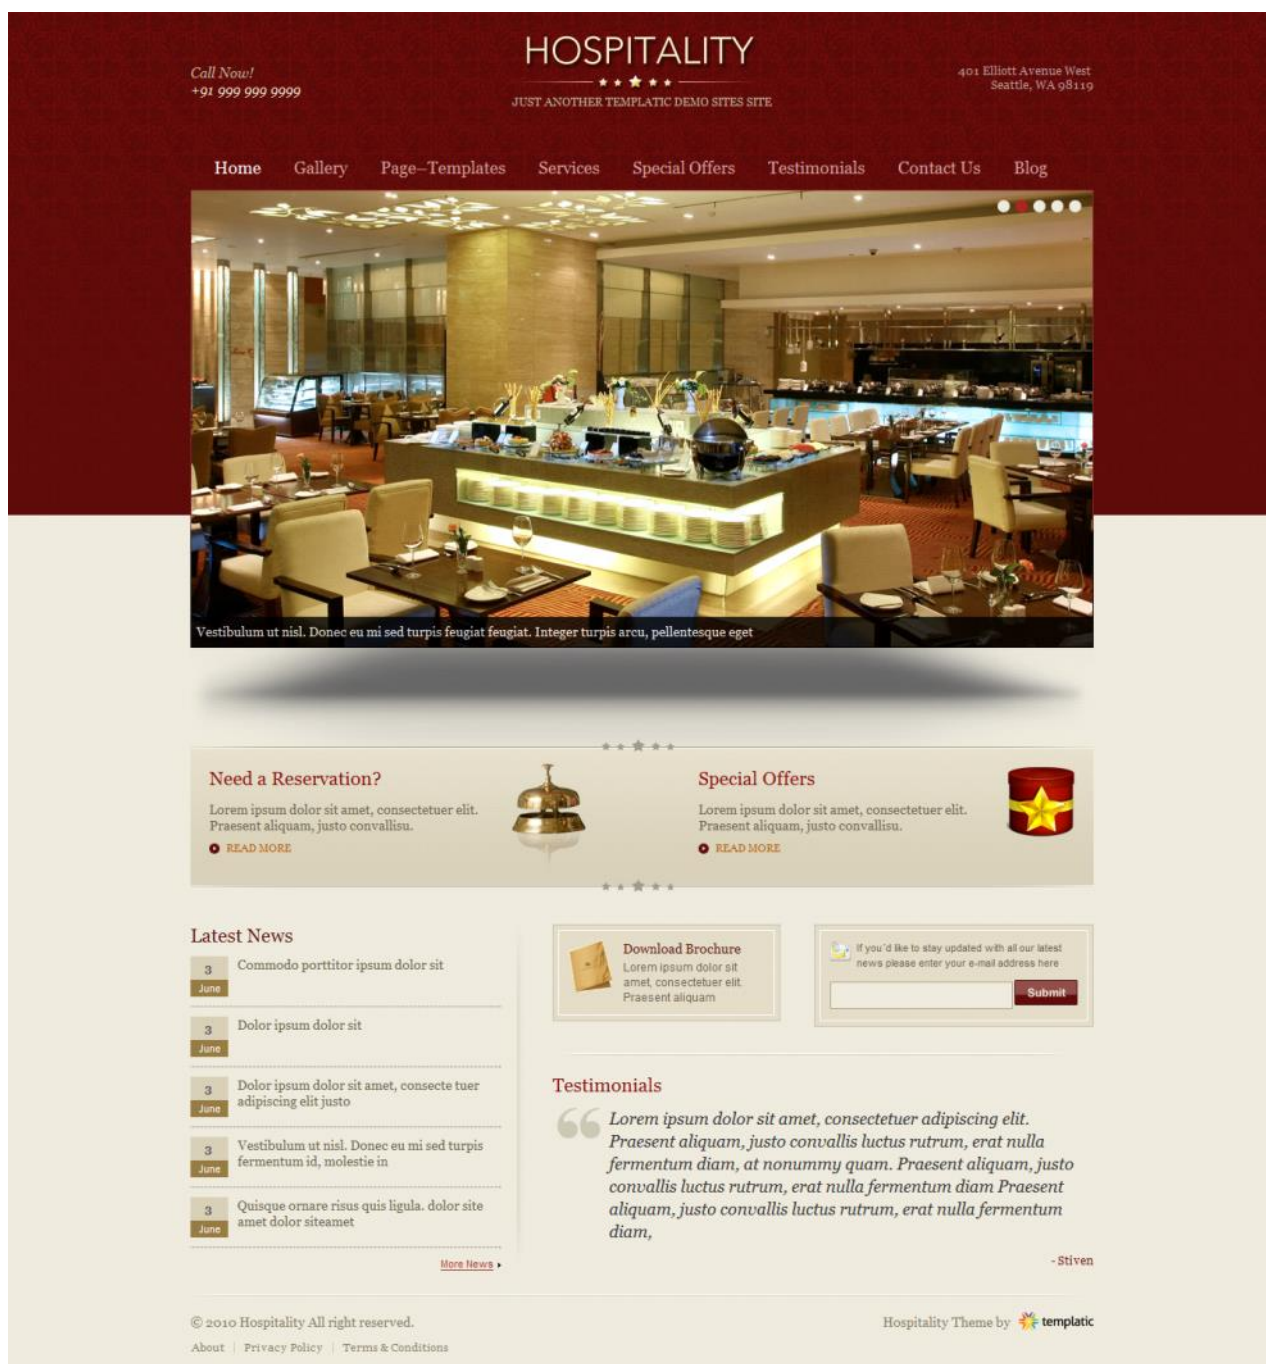 HOSPITALITY
Call Now!
+91 999 999 9999
JUST ANOTHER TEMPLATIC DEMO SITES SITE
401 Elliott Avenue West
Seattle, WA 98119
Home Gallery Page–Templates Services Special Offers Testimonials Contact Us Blog
Vestibulum ut nisl. Donec eu mi sed turpis feugiat feugiat. Integer turpis arcu, pellentesque eget
Need a Reservation?
Lorem ipsum dolor sit amet, consectetuer elit.
Praesent aliquam, justo convallisu.
READ MORE
Special Offers
Lorem ipsum dolor sit amet, consectetuer elit.
Praesent aliquam, justo convallisu.
READ MORE
Latest News
3
June
Commodo porttitor ipsum dolor sit
3
June
Dolor ipsum dolor sit
3
June
Dolor ipsum dolor sit amet, consecte tuer
adipiscing elit justo
3
June
Vestibulum ut nisl. Donec eu mi sed turpis
fermentum id, molestie in
3
June
Quisque ornare risus quis ligula. dolor site
amet dolor siteamet
More News
Download Brochure
Lorem ipsum dolor sit
amet, consectetuer elit.
Praesent aliquam
If you'd like to stay updated with all our latest
news please enter your e-mail address here
Submit
Testimonials
Lorem ipsum dolor sit amet, consectetuer adipiscing elit.
Praesent aliquam, justo convallis luctus rutrum, erat nulla
fermentum diam, at nonummy quam. Praesent aliquam, justo
convallis luctus rutrum, erat nulla fermentum diam Praesent
aliquam, justo convallis luctus rutrum, erat nulla fermentum
diam,
- Stiven
© 2010 Hospitality All right reserved.
About | Privacy Policy | Terms & Conditions
Hospitality Theme by templatic